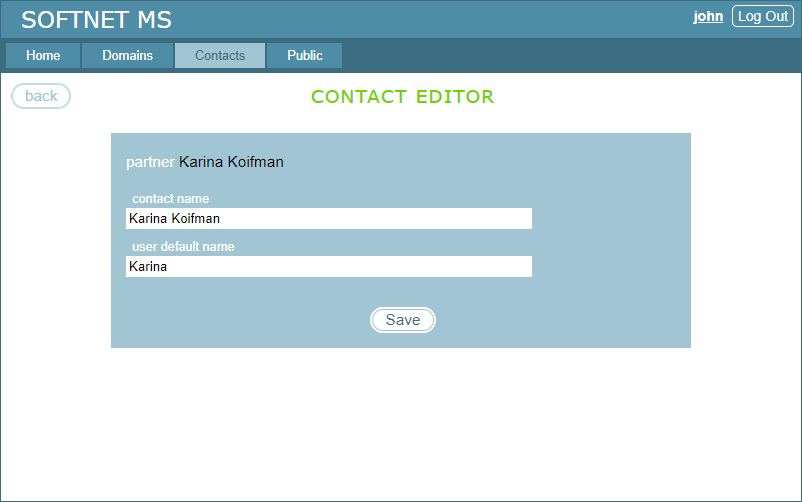 SOFTNET MS
john Log Out
Home Domains Contacts Public
back
CONTACT EDITOR
partner Karina Koifman
contact name
Karina Koifman
user default name
Karina
Save